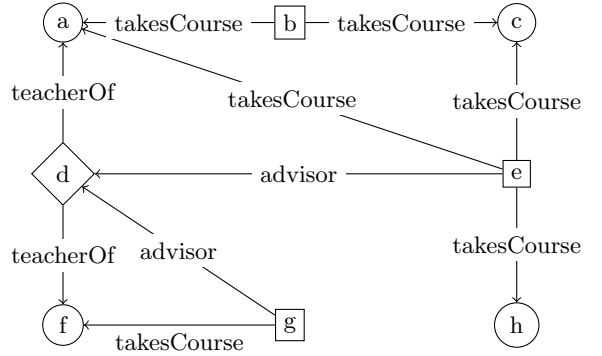 a takesCourse b takesCourse c
teacherOf takesCourse takesCourse
d advisor e
teacherOf advisor takesCourse
f takesCourse g h